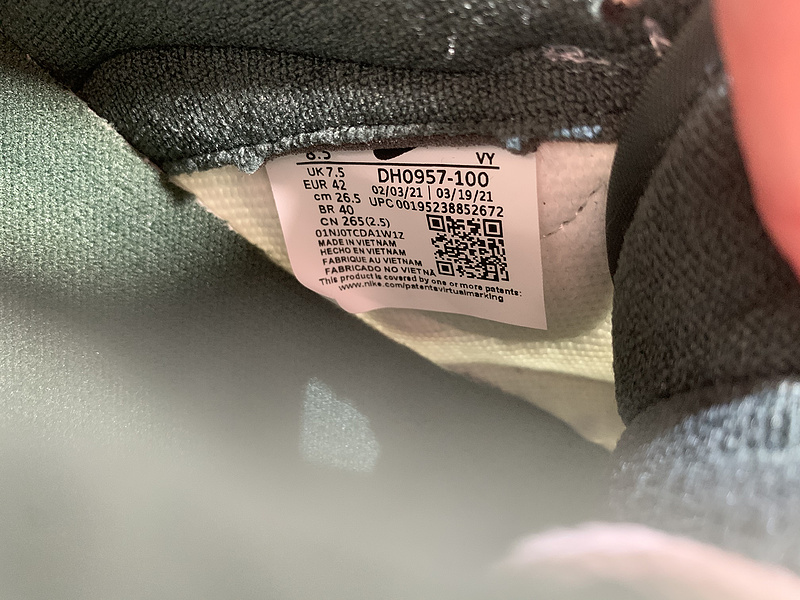 8.5 VY
UK 7.5 DH0957-100
EUR 42 02/03/21 | 03/19/21
cm 26.5 UPC 00195238852672
BR 40
CN 265(2.5)
01NJ0TCDA1W1Z
MADE IN VIETNAM
HECHO EN VIETNAM
FABRIQUE AU VIETNAM
FABRICADO NO VIETNÃ
This product is covered by one or more patents:
www.nike.com/patentsvirtualmarking